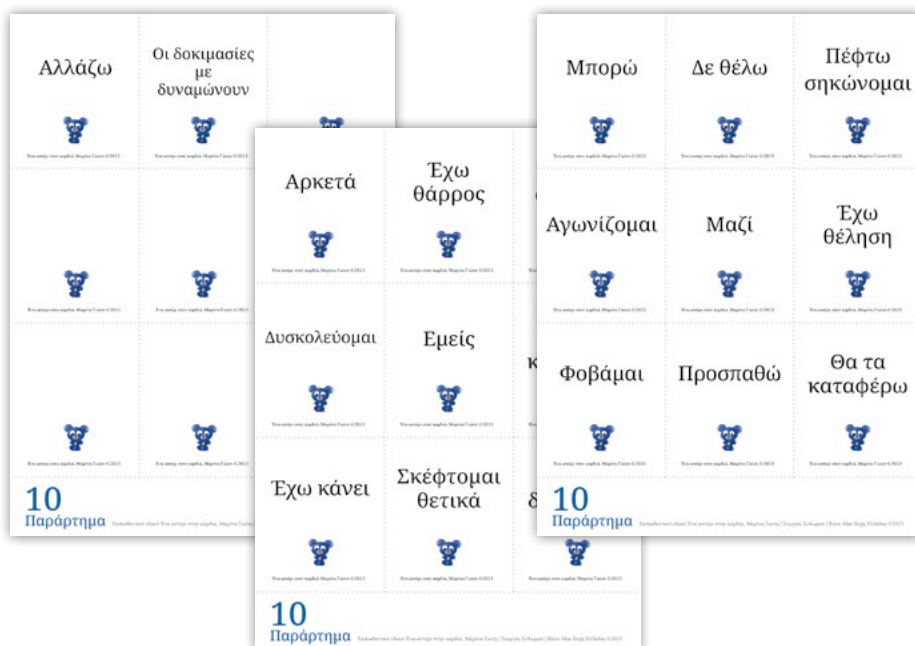 Αλλάζω
Οι δοκιμασίες
με
δυναμώνουν
10
Παράρτημα
Αρκετά
Έχω
θάρρος
Δυσκολεύομαι
Εμείς
Έχω κάνει
Σκέφτομαι
θετικά
10
Παράρτημα
Μπορώ
Δε θέλω
Πέφτω
σηκώνομαι
Αγωνίζομαι
Μαζί
Έχω
θέληση
Φοβάμαι
Προσπαθώ
Θα τα
καταφέρω
10
Παράρτημα